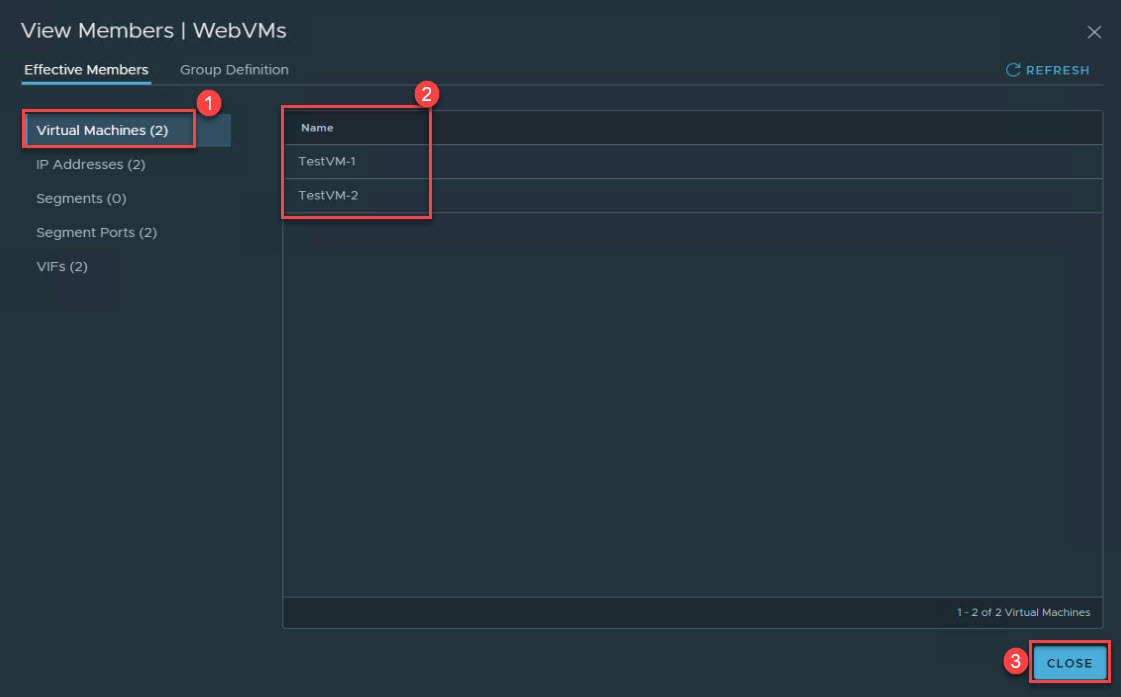 View Members | WebVMs
Effective Members Group Definition REFRESH
1
2
Virtual Machines (2)
IP Addresses (2)
Segments (0)
Segment Ports (2)
VIFs (2)
Name
TestVM-1
TestVM-2
1 - 2 of 2 Virtual Machines
3 CLOSE